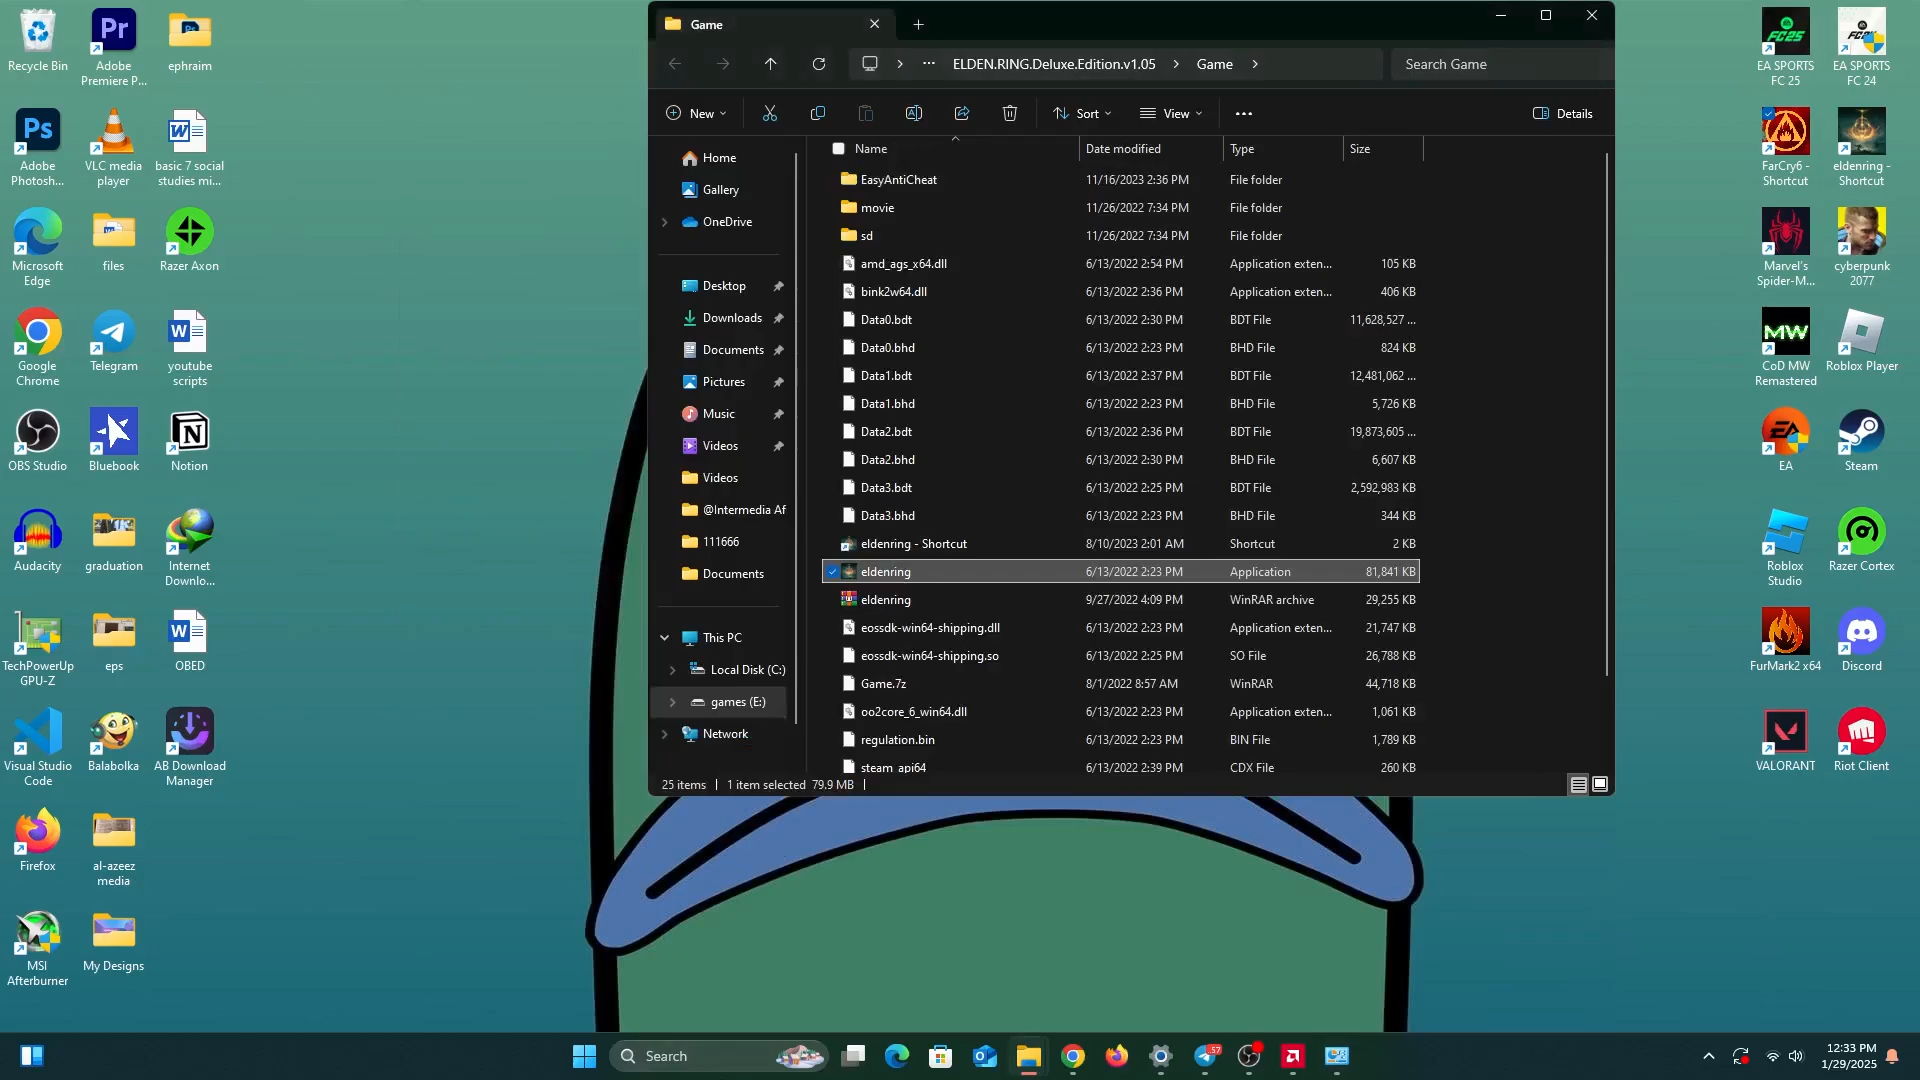 Recycle Bin
Adobe
Premiere P...
ephraim
Adobe
Photosh...
VLC media
player
basic 7 social
studies mi...
Microsoft
Edge
files
Razer Axon
Google
Chrome
Telegram
youtube
scripts
OBS Studio
Bluebook
Notion
Audacity
graduation
Internet
Downlo...
TechPowerUp
GPU-Z
eps
OBED
Visual Studio
Code
Balabolka
AB Download
Manager
Firefox
al-azeez
media
MSI
Afterburner
My Designs
Game
ELDEN.RING.Deluxe.Edition.v1.05
Game
Search Game
New
Sort
View
Details
Home
Gallery
OneDrive
Desktop
Downloads
Documents
Pictures
Music
Videos
Videos
@Intermedia Af
111666
Documents
This PC
Local Disk (C:)
games (E:)
Network
Name Date modified Type Size
EasyAntiCheat 11/16/2023 2:36 PM File folder
movie 11/26/2022 7:34 PM File folder
sd 11/26/2022 7:34 PM File folder
amd_ags_x64.dll 6/13/2022 2:54 PM Application exten... 105 KB
bink2w64.dll 6/13/2022 2:36 PM Application exten... 406 KB
Data0.bdt 6/13/2022 2:30 PM BDT File 11,628,527 ...
Data0.bhd 6/13/2022 2:23 PM BHD File 824 KB
Data1.bdt 6/13/2022 2:37 PM BDT File 12,481,062 ...
Data1.bhd 6/13/2022 2:23 PM BHD File 5,726 KB
Data2.bdt 6/13/2022 2:36 PM BDT File 19,873,605 ...
Data2.bhd 6/13/2022 2:30 PM BHD File 6,607 KB
Data3.bdt 6/13/2022 2:25 PM BDT File 2,592,983 KB
Data3.bhd 6/13/2022 2:23 PM BHD File 344 KB
eldenring - Shortcut 8/10/2023 2:01 AM Shortcut 2 KB
eldenring 6/13/2022 2:23 PM Application 81,841 KB
eldenring 9/27/2022 4:09 PM WinRAR archive 29,255 KB
eossdk-win64-shipping.dll 6/13/2022 2:23 PM Application exten... 21,747 KB
eossdk-win64-shipping.so 6/13/2022 2:25 PM SO File 26,788 KB
Game.7z 8/1/2022 8:57 AM WinRAR 44,718 KB
oo2core_6_win64.dll 6/13/2022 2:23 PM Application exten... 1,061 KB
regulation.bin 6/13/2022 2:23 PM BIN File 1,789 KB
steam_api64 6/13/2022 2:39 PM CDX File 260 KB
25 items 1 item selected 79.9 MB
EA SPORTS
FC 25
EA SPORTS
FC 24
FarCry6 -
Shortcut
eldenring -
Shortcut
Marvel's
Spider-M...
cyberpunk
2077
CoD MW
Remastered
Roblox Player
EA
Steam
Roblox
Studio
Razer Cortex
FurMark2 x64
Discord
VALORANT
Riot Client
Search
57
12:33 PM
1/29/2025